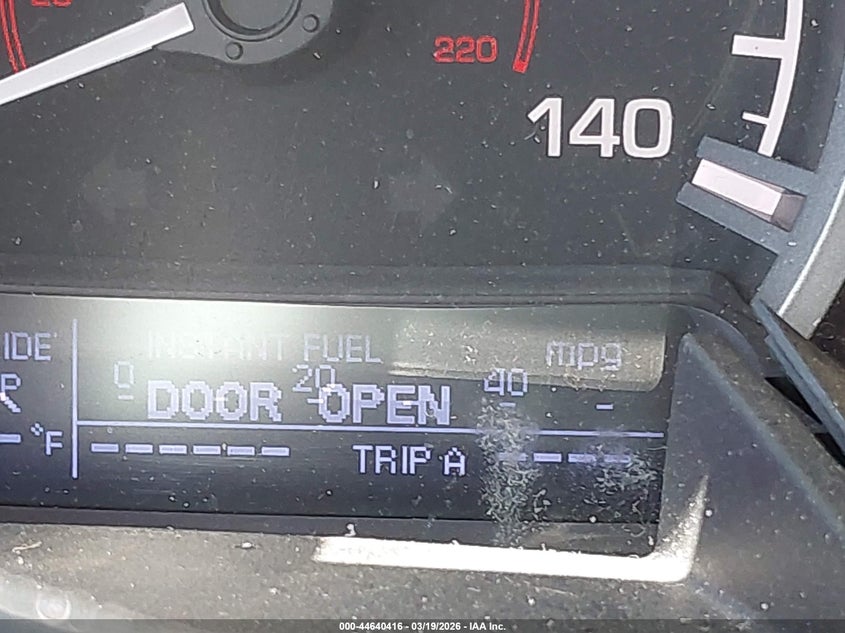 220
140
IDE
INSTANT FUEL mpg
0 20 40
DOOR OPEN
°F
------ TRIP A ----
000-44640416 - 03/19/2026 - IAA Inc.